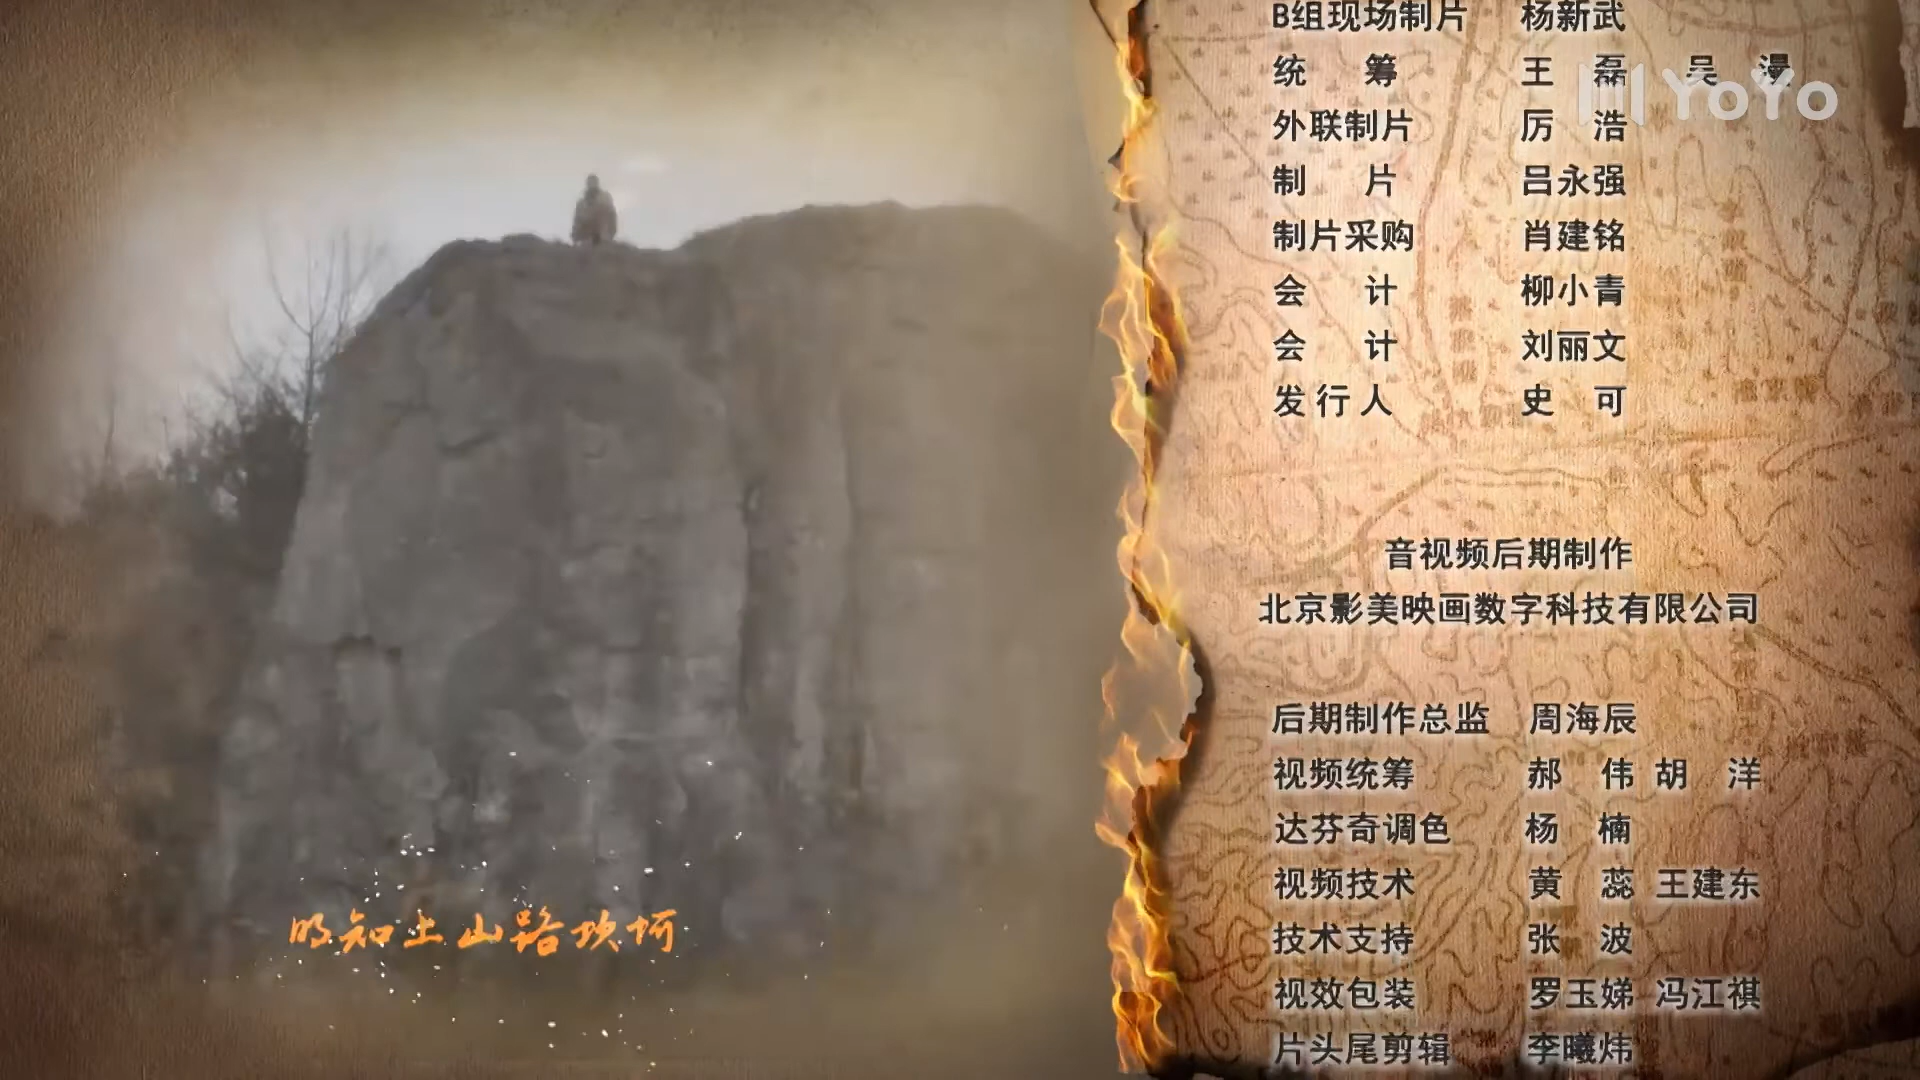 B组现场制片 杨新武
统 筹 王 磊 吴 漫
YOYO
外联制片 厉 浩
制 片 吕永强
制片采购 肖建铭
会 计 柳小青
会 计 刘丽文
发行人 史 可
音视频后期制作
北京影美映画数字科技有限公司
后期制作总监 周海辰
视频统筹 郝 伟 胡 洋
达芬奇调色 杨 楠
视频技术 黄 蕊 王建东
技术支持 张 波
视效包装 罗玉娣 冯江祺
片头尾剪辑 李曦炜
明知上山路坎坷